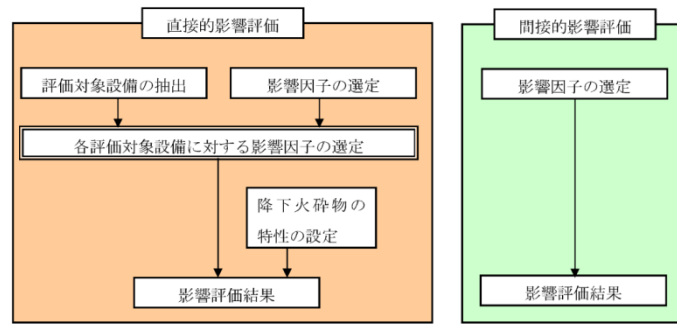 直接的影響評価
評価対象設備の抽出
影響因子の選定
各評価対象設備に対する影響因子の選定
降下火砕物の
特性の設定
影響評価結果
間接的影響評価
影響因子の選定
影響評価結果